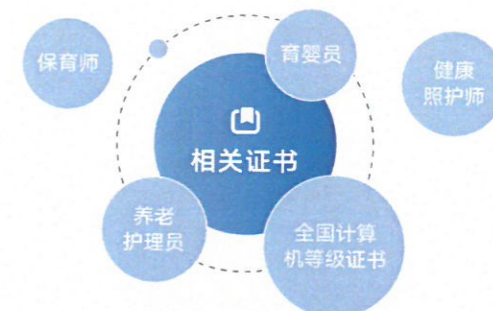 保育师
育婴员
健康
照护师
相关证书
养老
护理员
全国计算
机等级证书